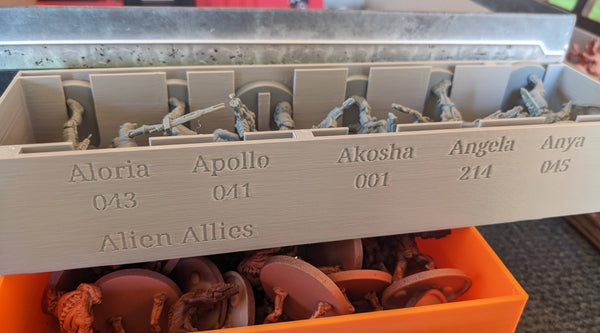 Aloria Apollo Akosha Angela Anya
043 041 001 214 045
Alien Allies